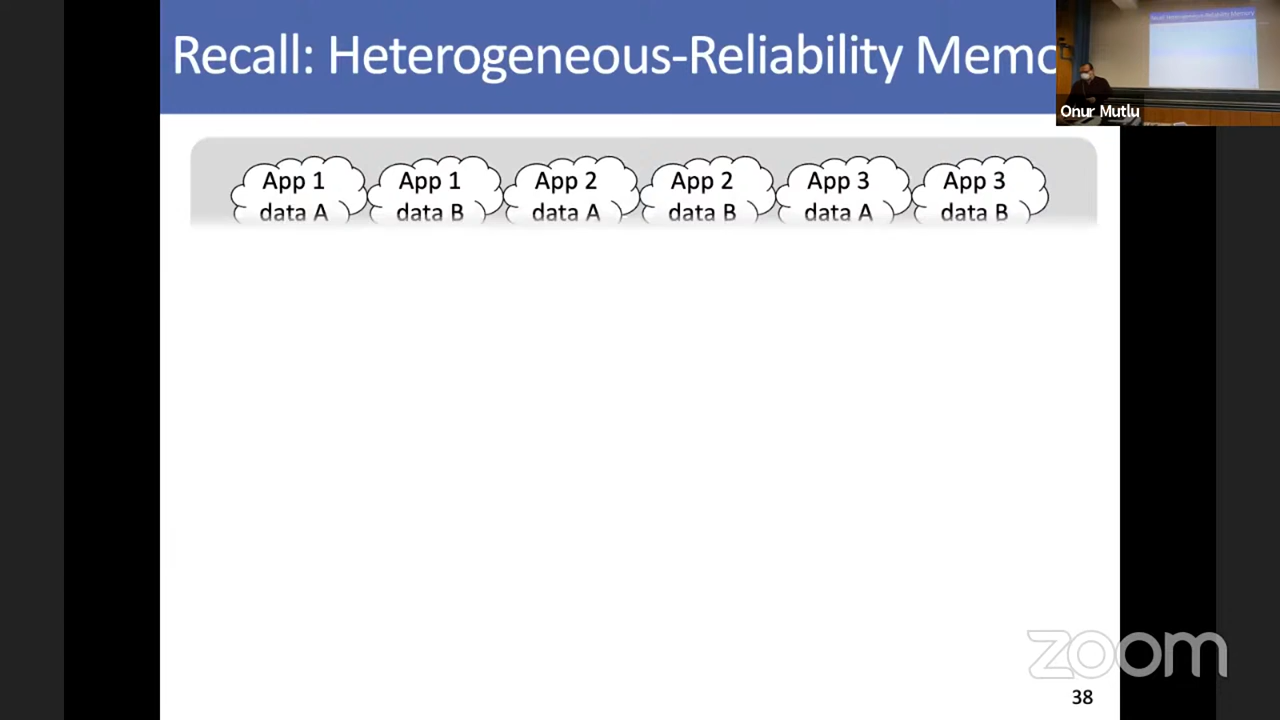 Recall: Heterogeneous-Reliability Memo
Onur Mutlu
App 1
data A
App 1
data B
App 2
data A
App 2
data B
App 3
data A
App 3
data B
zoom
38